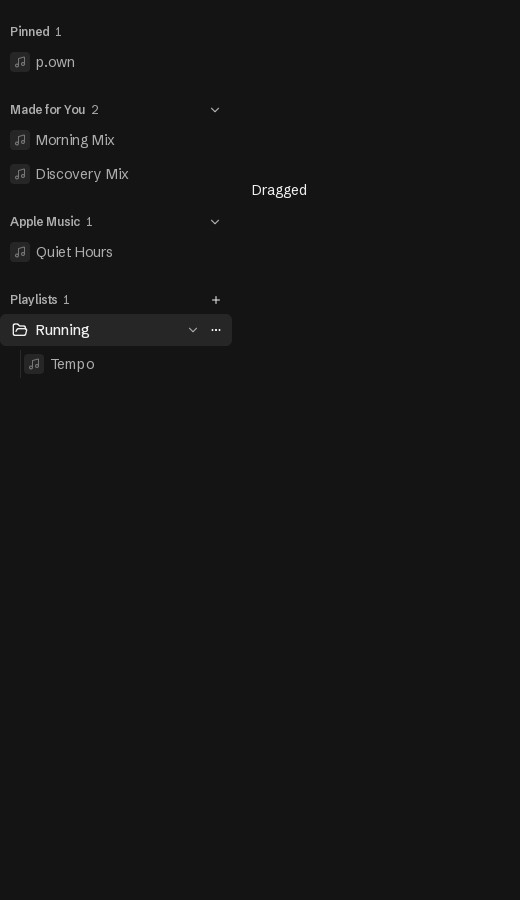 Pinned 1
p.own
Made for You 2
Morning Mix
Discovery Mix
Dragged
Apple Music 1
Quiet Hours
Playlists 1
Running
Tempo